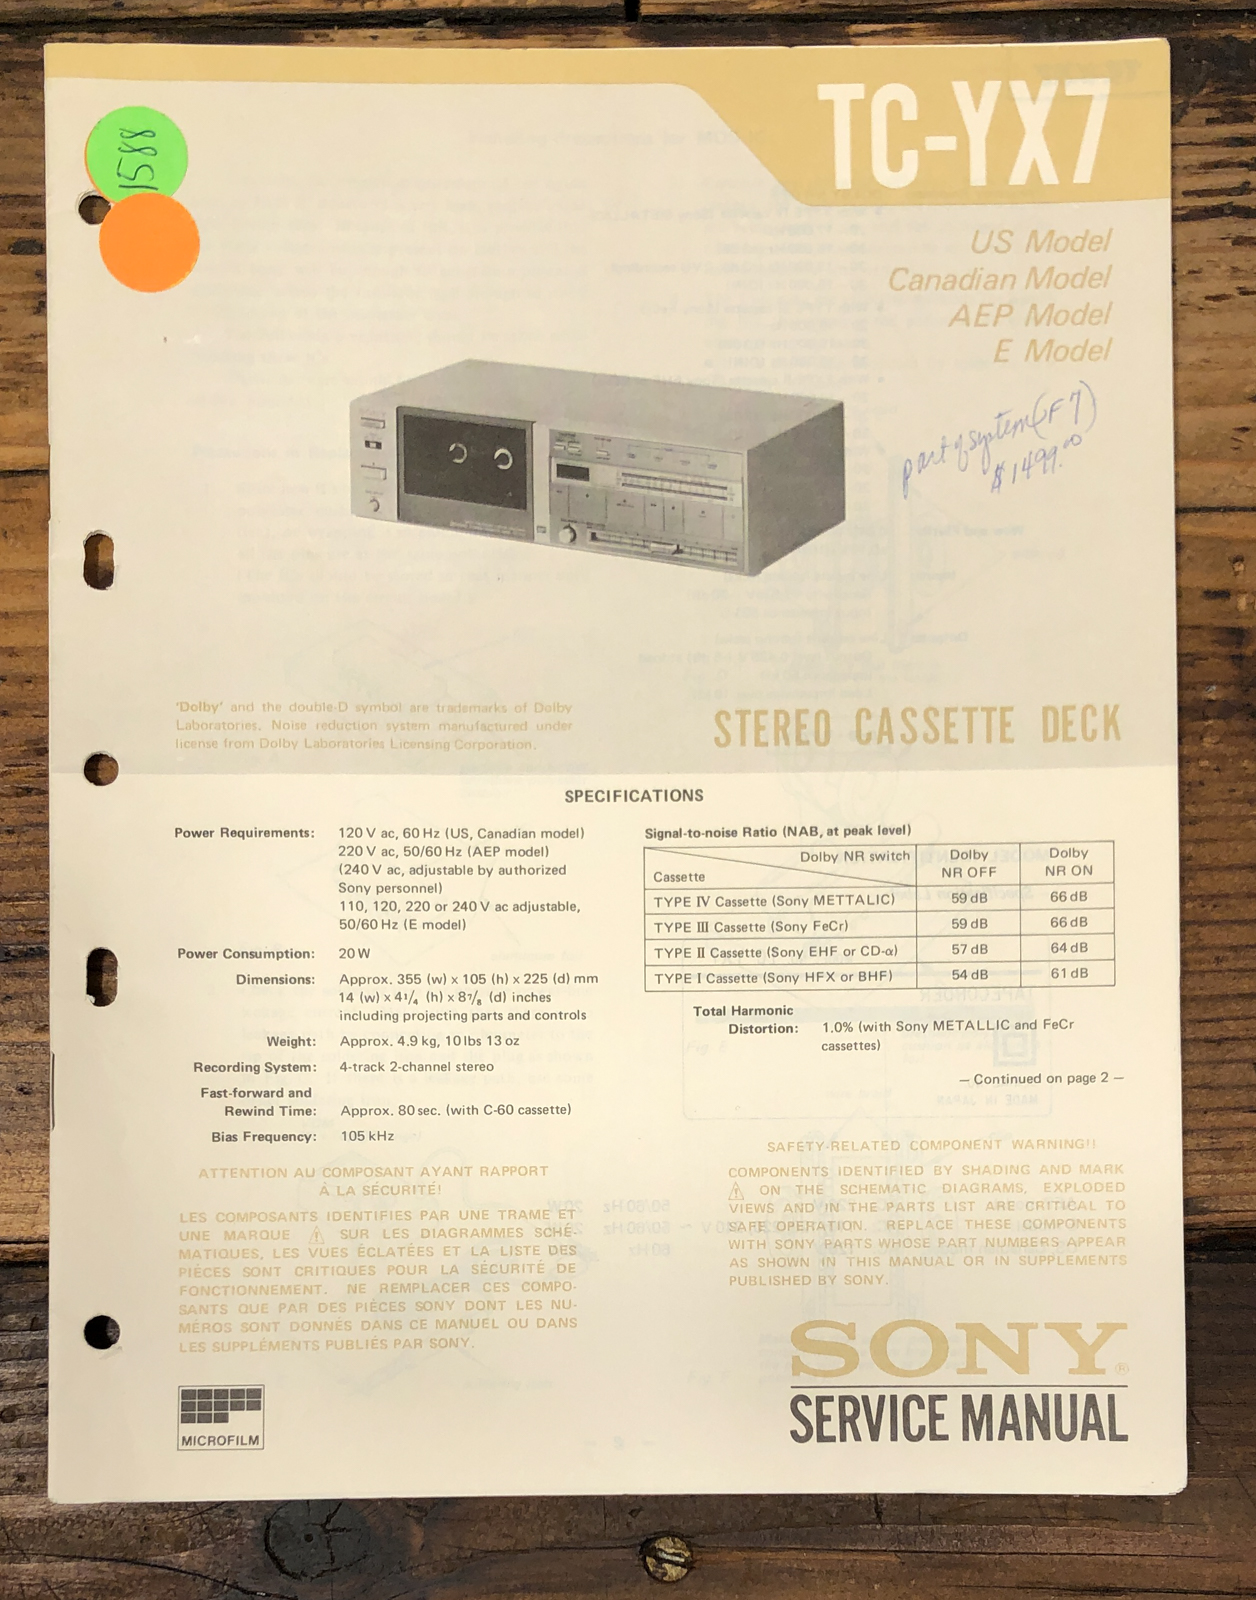 TC-YX7
1588
US Model
Canadian Model
AEP Model
E Model
part of system (F7)
$1499.00
'Dolby' and the double-D symbol are trademarks of Dolby
Laboratories. Noise reduction system manufactured under
license from Dolby Laboratories Licensing Corporation.
STEREO CASSETTE DECK
SPECIFICATIONS
Power Requirements: 120 V ac, 60 Hz (US, Canadian model)
220 V ac, 50/60 Hz (AEP model)
(240 V ac, adjustable by authorized
Sony personnel)
110, 120, 220 or 240 V ac adjustable,
50/60 Hz (E model)
Power Consumption: 20 W
Dimensions: Approx. 355 (w) x 105 (h) x 225 (d) mm
14 (w) x 4 1/4 (h) x 8 7/8 (d) inches
including projecting parts and controls
Weight: Approx. 4.9 kg, 10 lbs 13 oz
Recording System: 4-track 2-channel stereo
Fast-forward and
Rewind Time: Approx. 80 sec. (with C-60 cassette)
Bias Frequency: 105 kHz
Signal-to-noise Ratio (NAB, at peak level)
Dolby NR switch Dolby NR OFF Dolby NR ON
Cassette
TYPE IV Cassette (Sony METTALIC) 59 dB 66 dB
TYPE III Cassette (Sony FeCr) 59 dB 66 dB
TYPE II Cassette (Sony EHF or CD-α) 57 dB 64 dB
TYPE I Cassette (Sony HFX or BHF) 54 dB 61 dB
Total Harmonic
Distortion: 1.0% (with Sony METALLIC and FeCr
cassettes)
— Continued on page 2 —
ATTENTION AU COMPOSANT AYANT RAPPORT
À LA SÉCURITÉ!
LES COMPOSANTS IDENTIFIES PAR UNE TRAME ET
UNE MARQUE ⚠ SUR LES DIAGRAMMES SCHÉ-
MATIQUES, LES VUES ÉCLATÉES ET LA LISTE DES
PIÈCES SONT CRITIQUES POUR LA SÉCURITÉ DE
FONCTIONNEMENT. NE REMPLACER CES COMPO-
SANTS QUE PAR DES PIÈCES SONY DONT LES NU-
MÉROS SONT DONNÉS DANS CE MANUEL OU DANS
LES SUPPLÉMENTS PUBLIÉS PAR SONY.
SAFETY-RELATED COMPONENT WARNING!!
COMPONENTS IDENTIFIED BY SHADING AND MARK
⚠ ON THE SCHEMATIC DIAGRAMS, EXPLODED
VIEWS AND IN THE PARTS LIST ARE CRITICAL TO
SAFE OPERATION. REPLACE THESE COMPONENTS
WITH SONY PARTS WHOSE PART NUMBERS APPEAR
AS SHOWN IN THIS MANUAL OR IN SUPPLEMENTS
PUBLISHED BY SONY.
MICROFILM
SONY®
SERVICE MANUAL